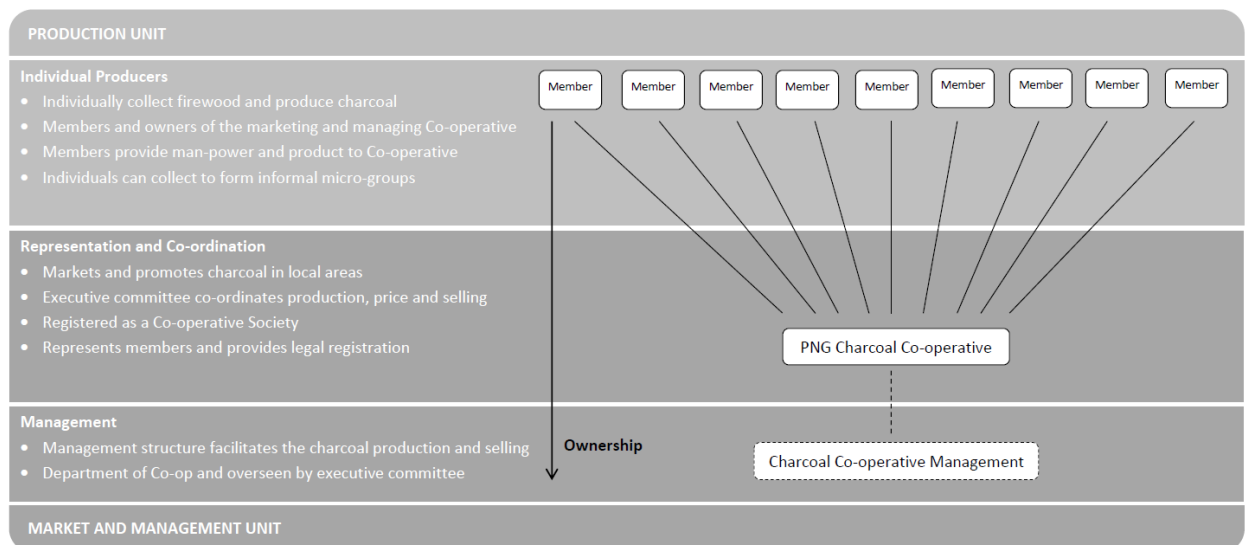 PRODUCTION UNIT
Individual Producers
• Individually collect firewood and produce charcoal
• Members and owners of the marketing and managing Co-operative
• Members provide man-power and product to Co-operative
• Individuals can collect to form informal micro-groups
Member Member Member Member Member Member Member Member Member
Representation and Co-ordination
• Markets and promotes charcoal in local areas
• Executive committee co-ordinates production, price and selling
• Registered as a Co-operative Society
• Represents members and provides legal registration
PNG Charcoal Co-operative
Management
• Management structure facilitates the charcoal production and selling
• Department of Co-op and overseen by executive committee
Ownership
Charcoal Co-operative Management
MARKET AND MANAGEMENT UNIT